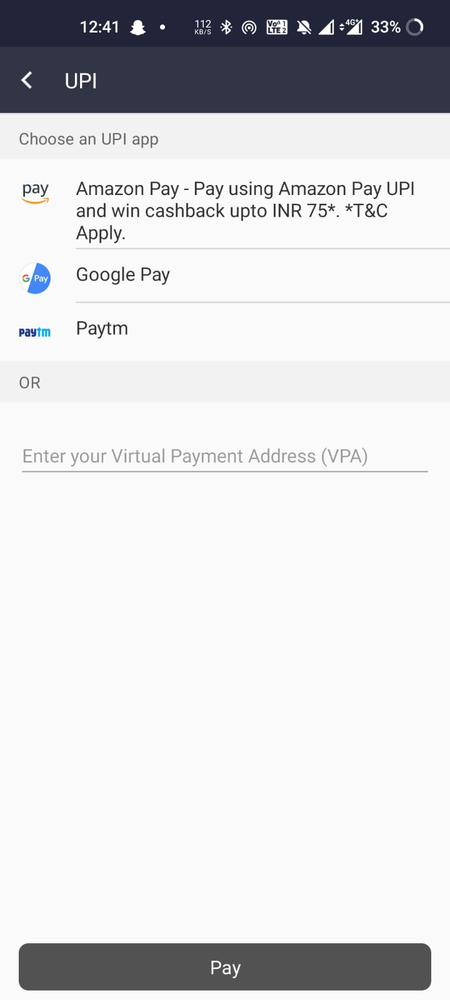 12:41 112 KB/S Vo 1 LTE 2 4G+ 33%
UPI
Choose an UPI app
pay Amazon Pay - Pay using Amazon Pay UPI
and win cashback upto INR 75*. *T&C
Apply.
G Pay Google Pay
paytm Paytm
OR
Enter your Virtual Payment Address (VPA)
Pay